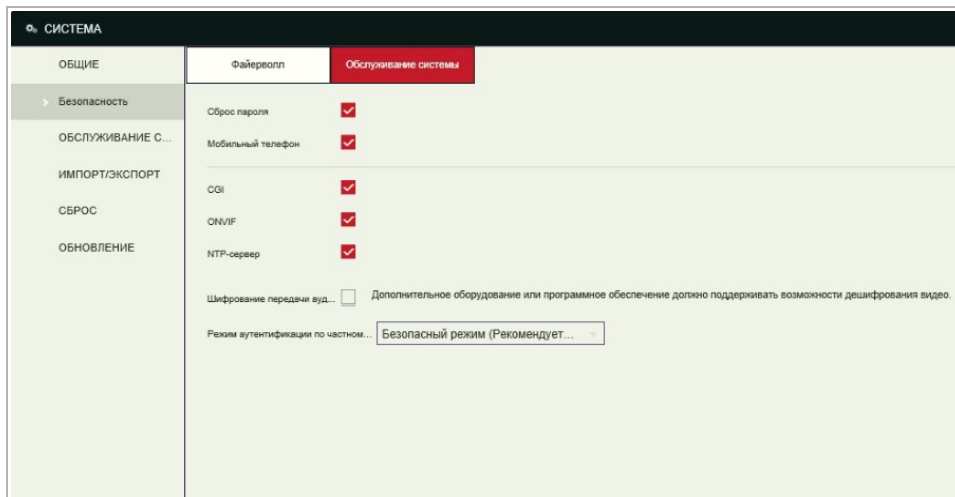 СИСТЕМА
ОБЩИЕ
Безопасность
ОБСЛУЖИВАНИЕ С...
ИМПОРТ/ЭКСПОРТ
СБРОС
ОБНОВЛЕНИЕ
Файерволл
Обслуживание системы
Сброс пароля
Мобильный телефон
CGI
ONVIF
NTP-сервер
Шифрование передачи ауд...
Дополнительное оборудование или программное обеспечение должно поддерживать возможности дешифрования видео.
Режим аутентификации по частном...
Безопасный режим (Рекомендует...